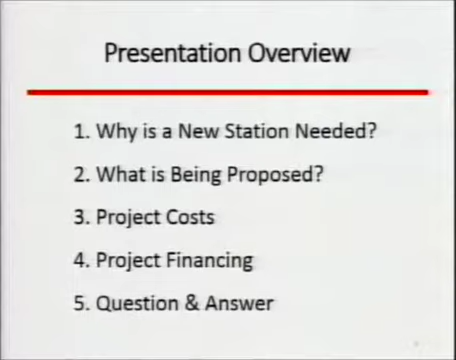 Presentation Overview
1. Why is a New Station Needed?
2. What is Being Proposed?
3. Project Costs
4. Project Financing
5. Question & Answer